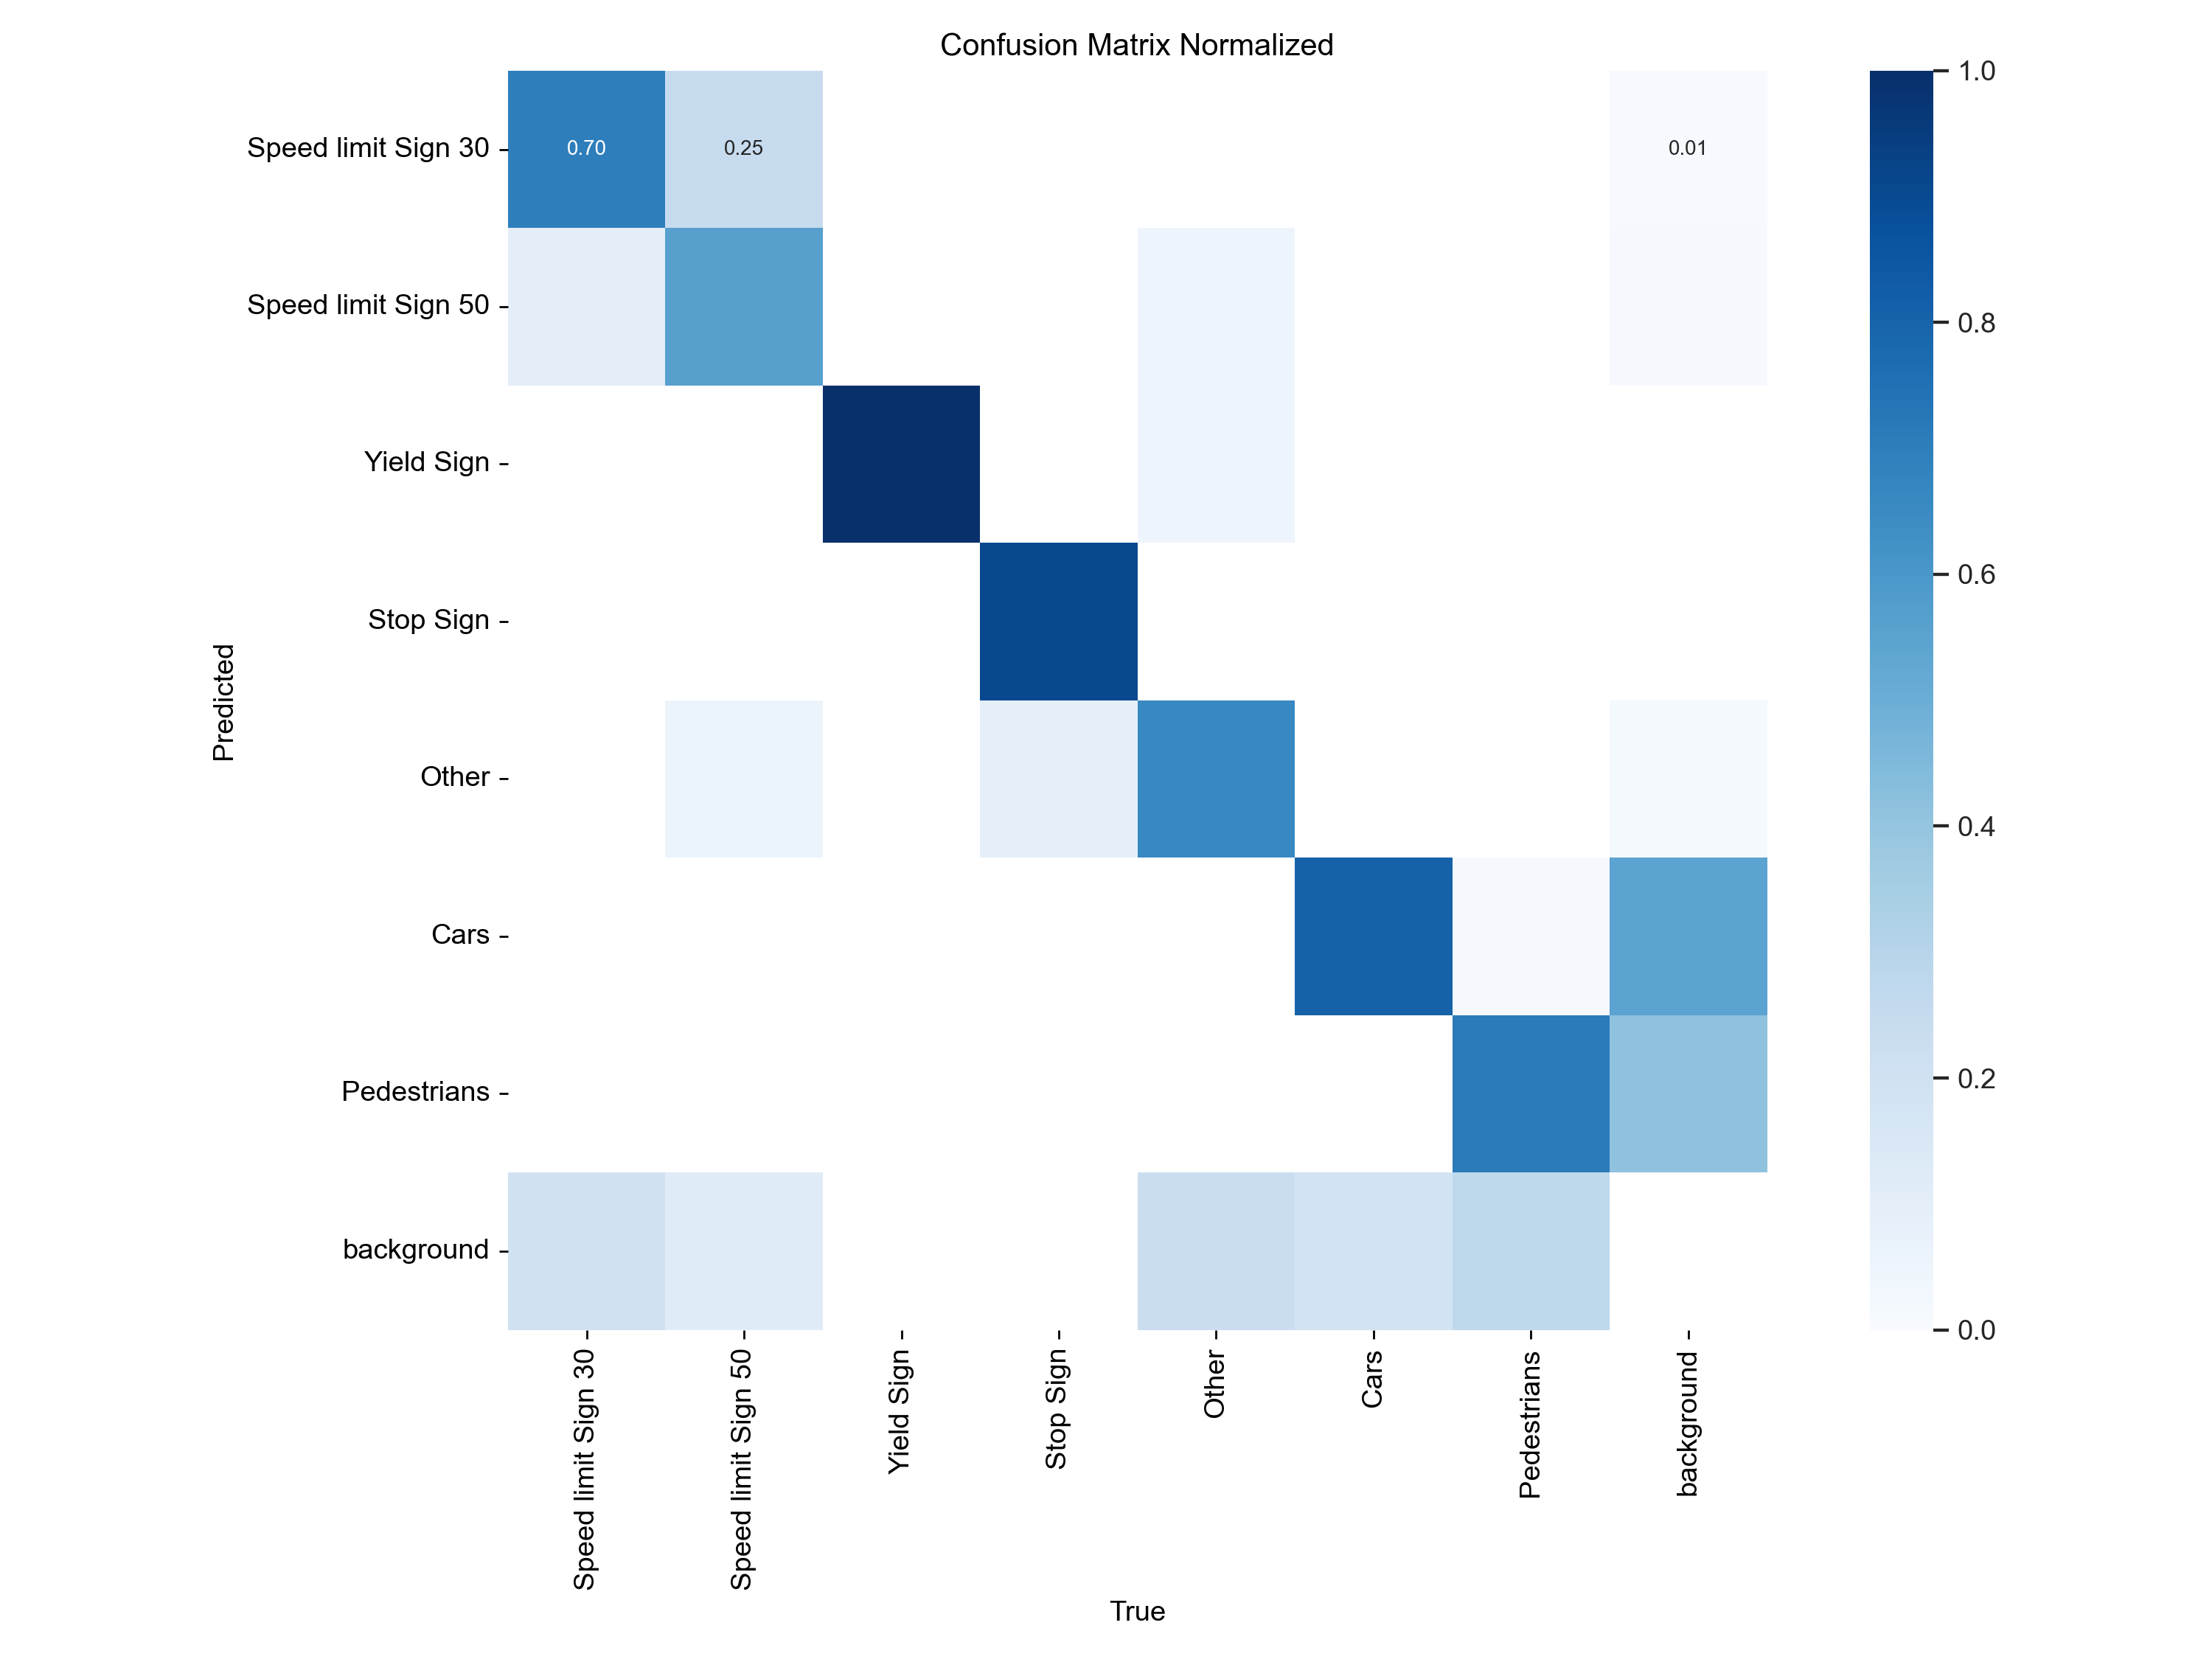 Confusion Matrix Normalized
Speed limit Sign 30
0.70
0.25
0.01
Speed limit Sign 50
Yield Sign
Stop Sign
Other
Cars
Pedestrians
background
Predicted
Speed limit Sign 30
Speed limit Sign 50
Yield Sign
Stop Sign
Other
Cars
Pedestrians
background
True
1.0
0.8
0.6
0.4
0.2
0.0